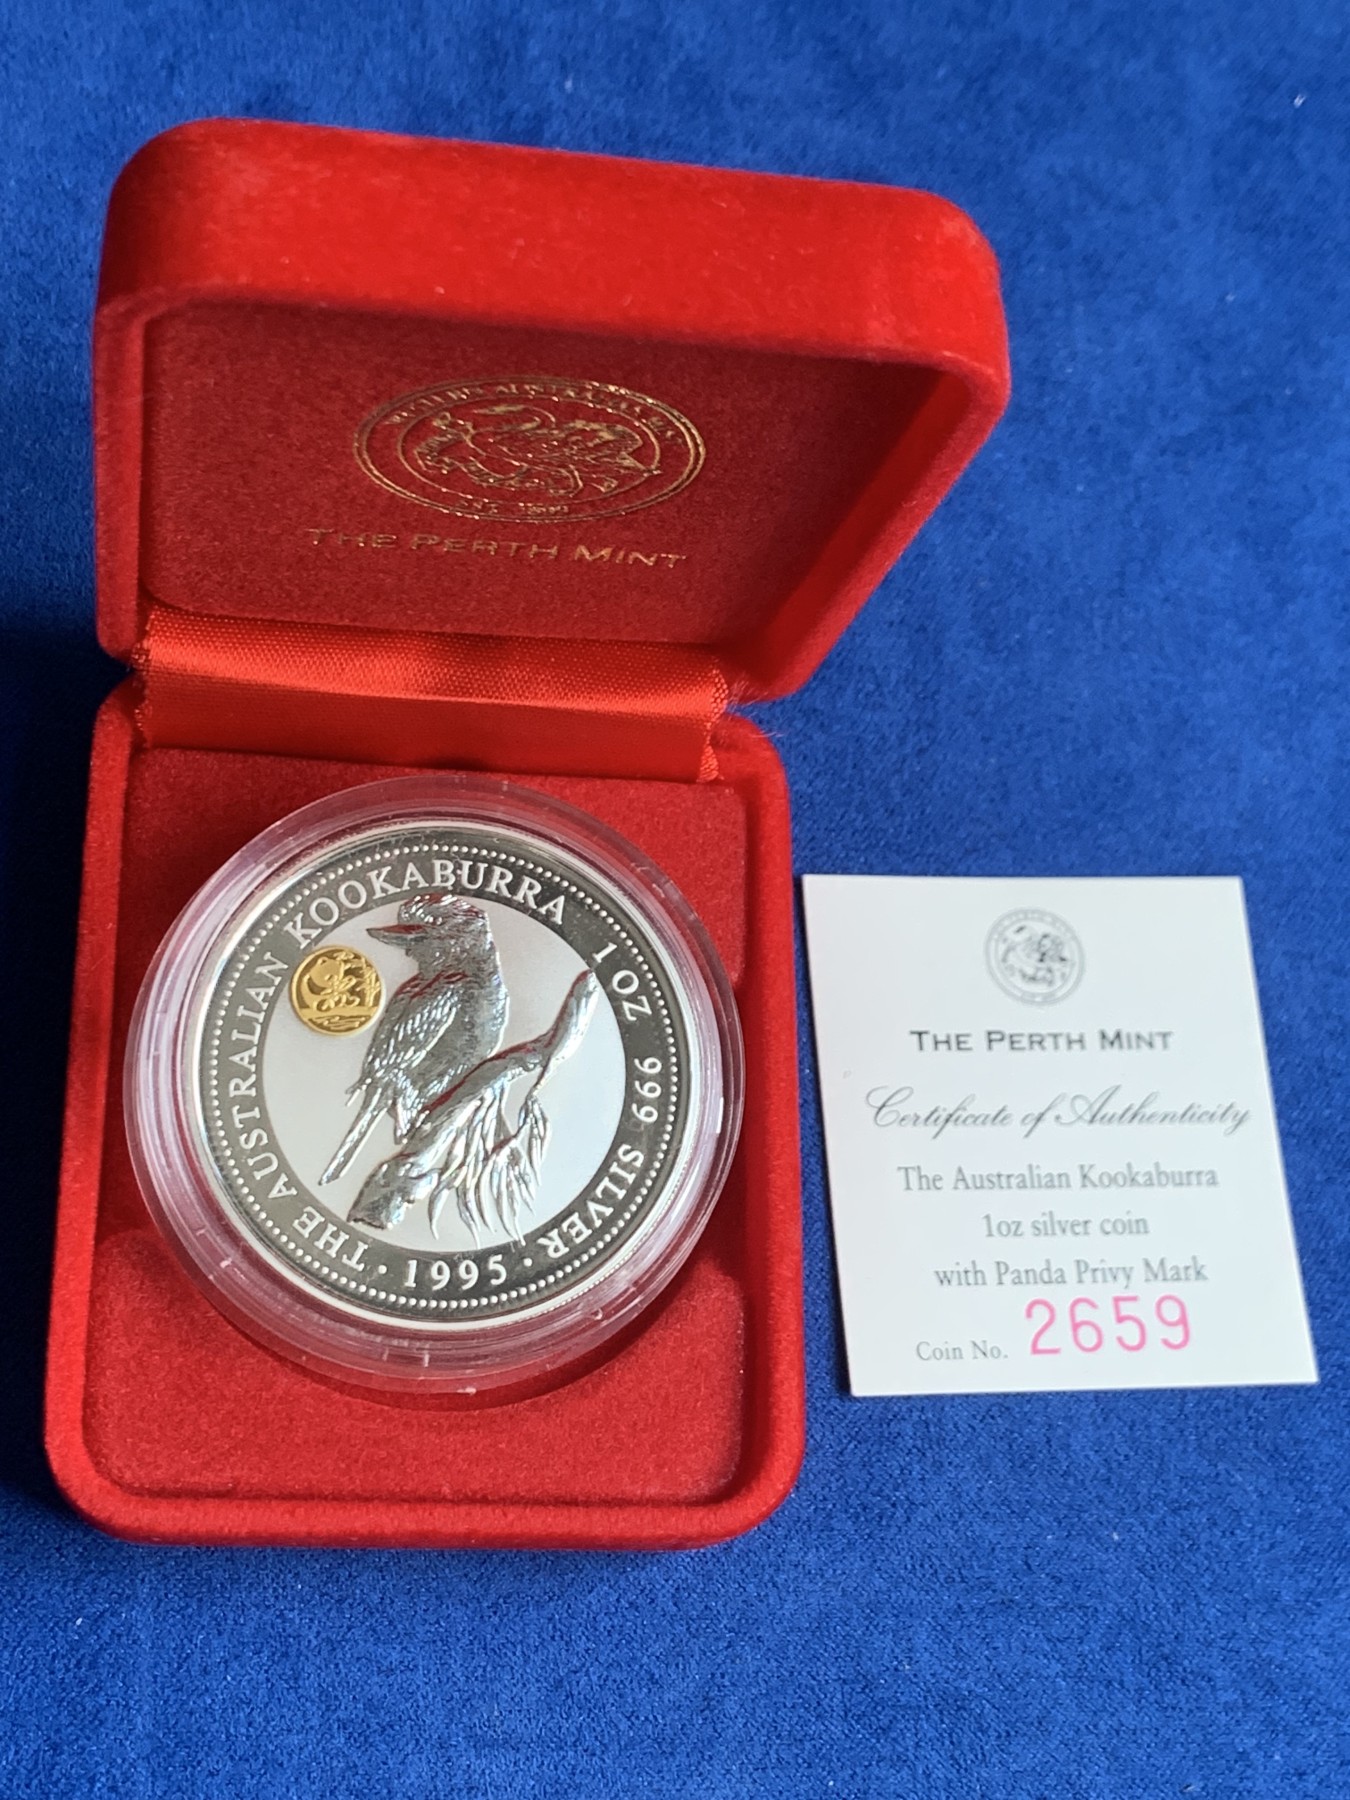 THE PERTH MINT
THE AUSTRALIAN KOOKABURRA 1 OZ 999 SILVER
· 1995 ·
THE PERTH MINT
Certificate of Authenticity
The Australian Kookaburra
1oz silver coin
with Panda Privy Mark
Coin No. 2659